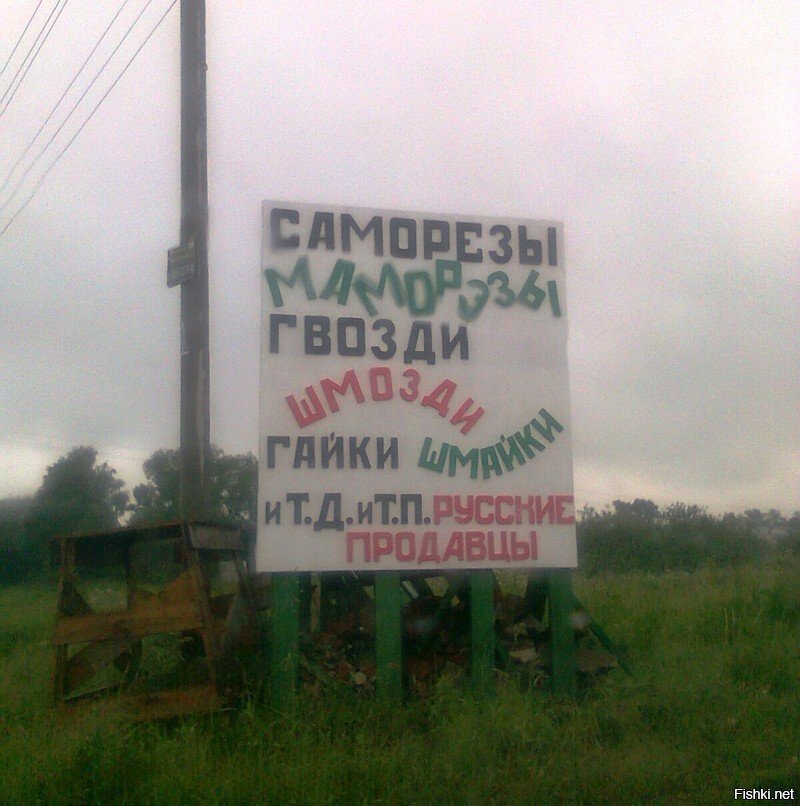 САМОРЕЗЫ
МАМОРЭЗЫ
ГВОЗДИ
ШМОЗДИ
ГАЙКИ ШМАЙКИ
и Т.Д. и Т.П. РУССКИЕ
ПРОДАВЦЫ
Fishki.net